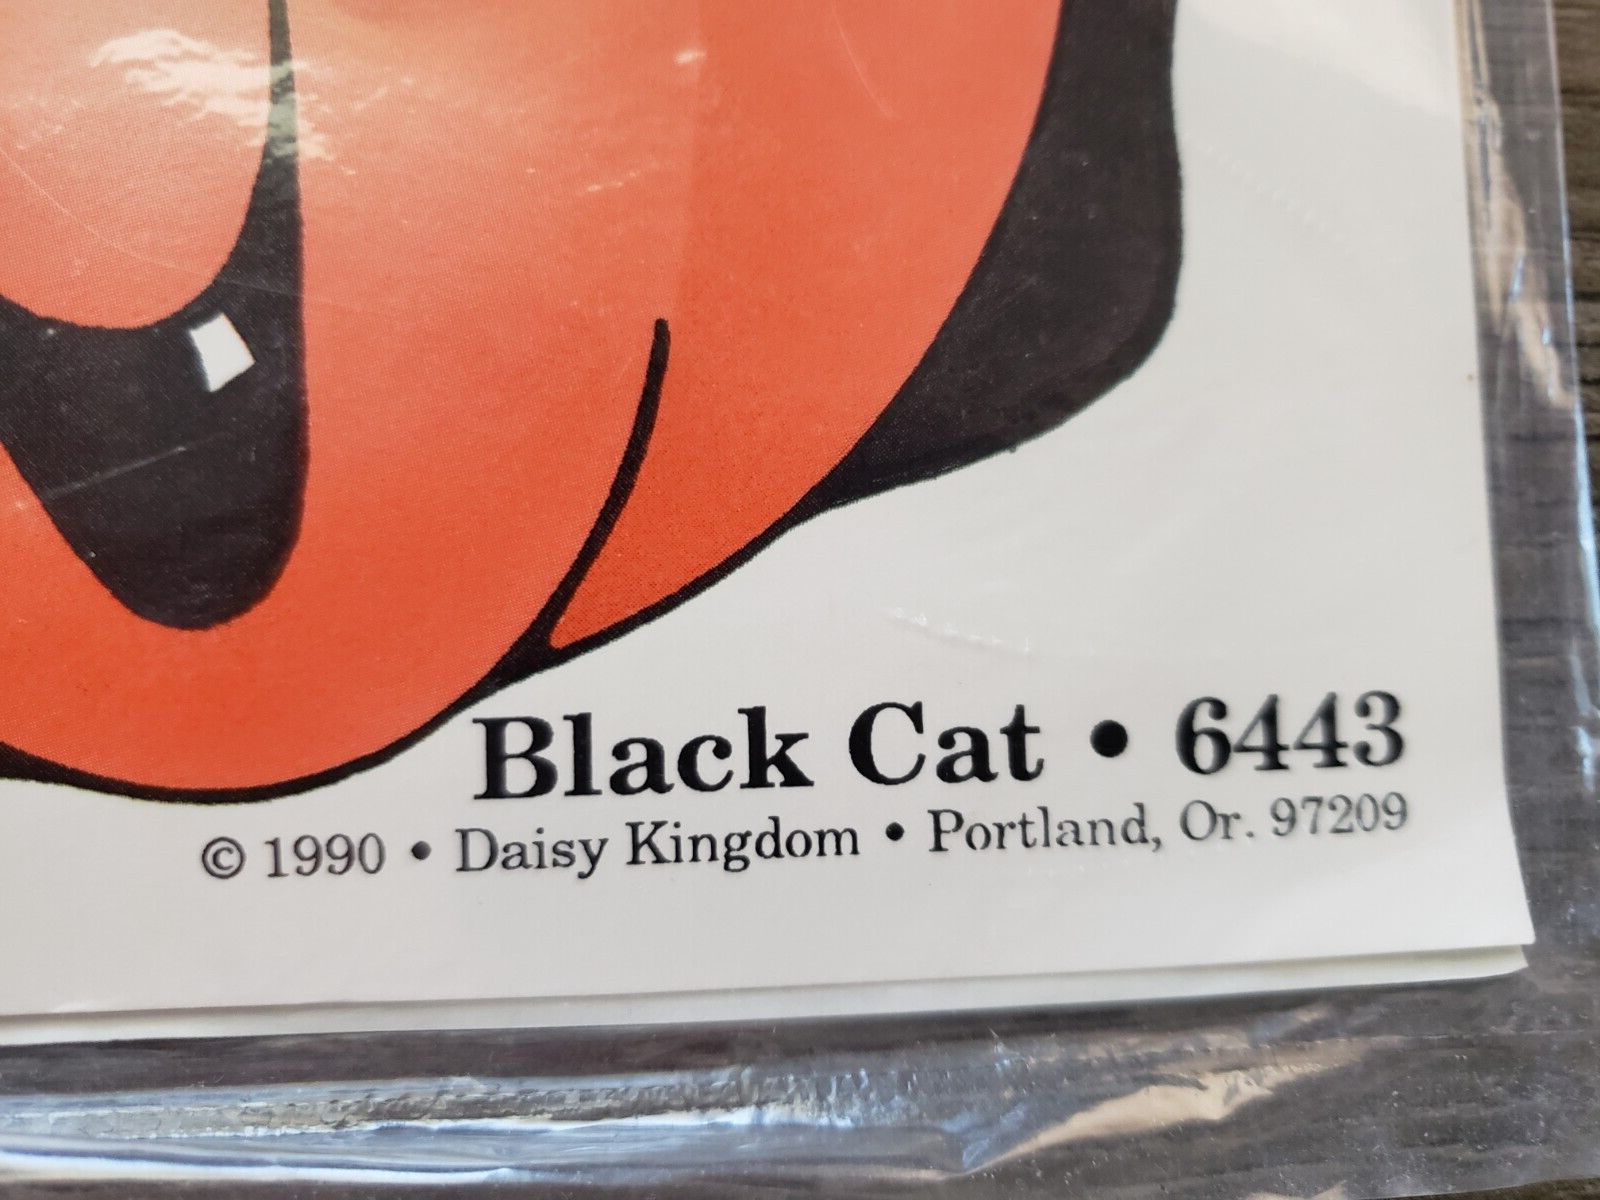 Black Cat • 6443
© 1990 • Daisy Kingdom • Portland, Or. 97209